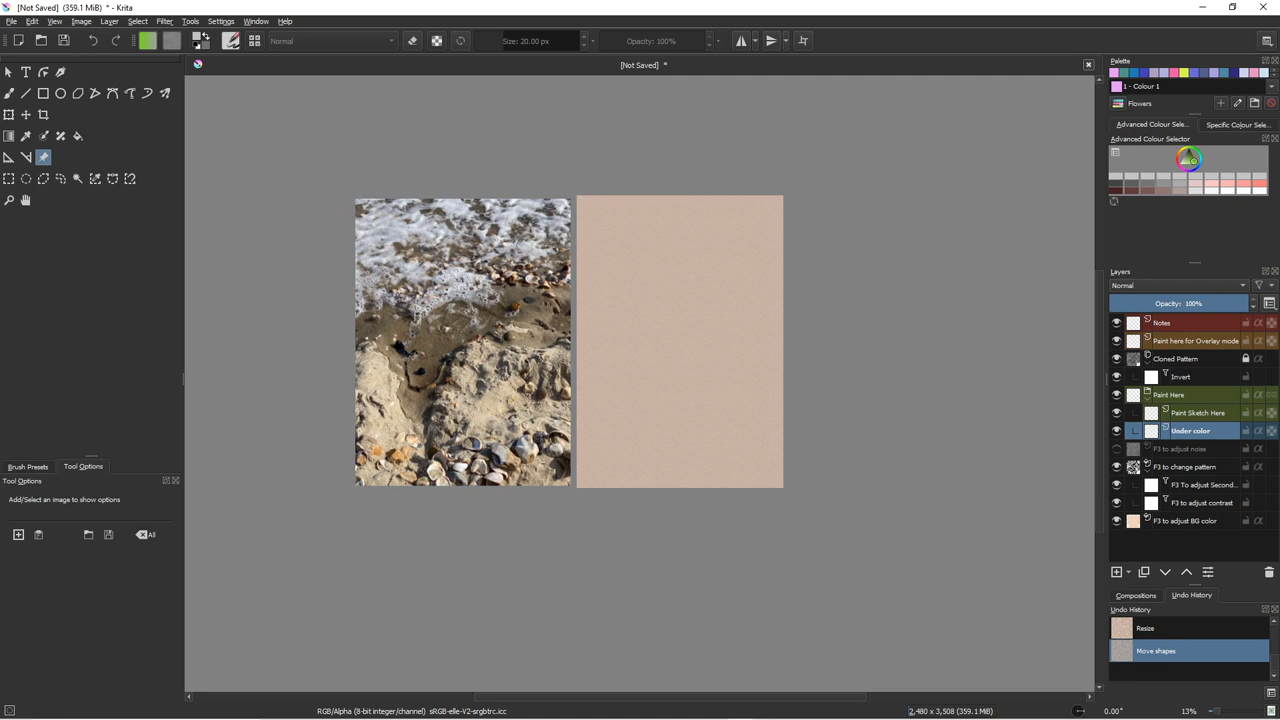 [Not Saved] (359.1 MiB) * - Krita
File Edit View Image Layer Select Filter Tools Settings Window Help
Normal Size: 20.00 px Opacity: 100%
[Not Saved] *
Palette
1 - Colour 1
Flowers
Advanced Colour Sele... Specific Colour Sele...
Advanced Colour Selector
Layers
Normal
Opacity: 100%
Notes
Paint here for Overlay mode
Cloned Pattern
Invert
Paint Here
Paint Sketch Here
Under color
F3 to adjust noise
F3 to change pattern
F3 To adjust Second...
F3 to adjust contrast
F3 to adjust BG color
Brush Presets Tool Options
Tool Options
Add/Select an image to show options
All
Compositions Undo History
Undo History
Resize
Move shapes
RGB/Alpha (8-bit integer/channel) sRGB-elle-V2-srgbtrc.icc 2,480 x 3,508 (359.1 MiB) 0.00° 13%